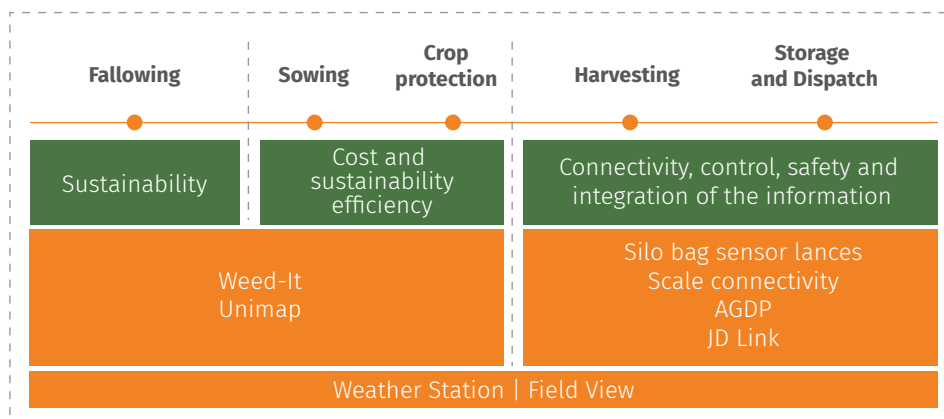 Fallowing
Sowing
Crop
protection
Harvesting
Storage
and Dispatch
Sustainability
Cost and
sustainability
efficiency
Connectivity, control, safety and
integration of the information
Weed-It
Unimap
Silo bag sensor lances
Scale connectivity
AGDP
JD Link
Weather Station | Field View